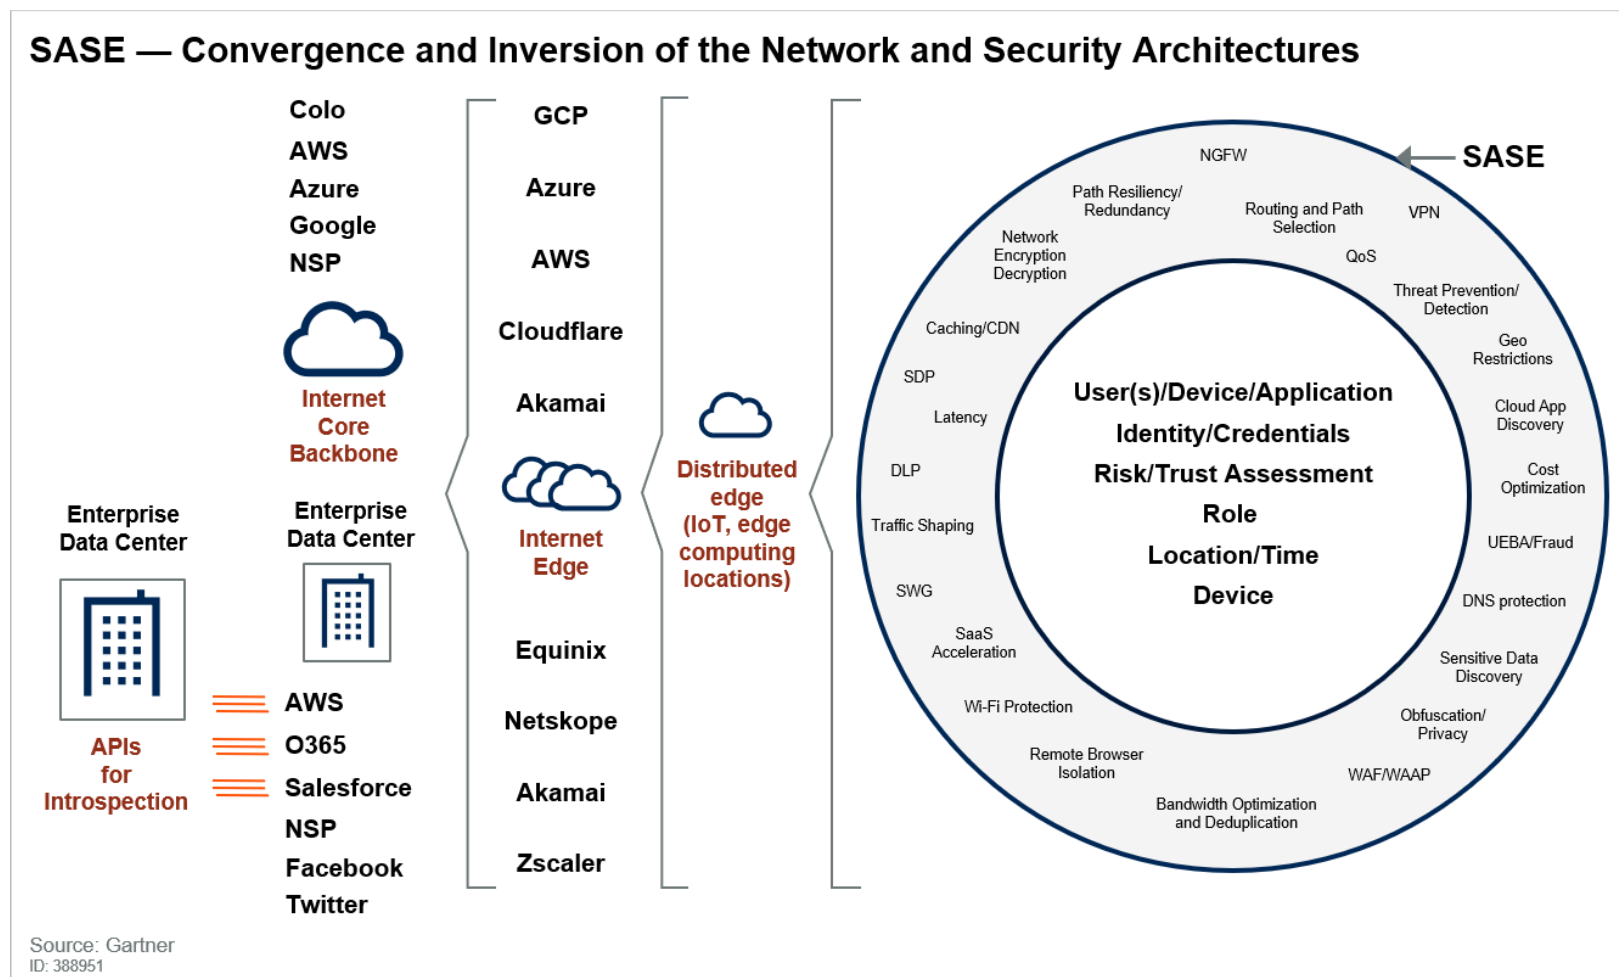 SASE — Convergence and Inversion of the Network and Security Architectures
Colo
AWS
Azure
Google
NSP
Internet
Core
Backbone
Enterprise
Data Center
APIs
for
Introspection
Enterprise
Data Center
AWS
O365
Salesforce
NSP
Facebook
Twitter
GCP
Azure
AWS
Cloudflare
Akamai
Internet
Edge
Equinix
Netskope
Akamai
Zscaler
Distributed
edge
(IoT, edge
computing
locations)
SASE
NGFW
Path Resiliency/
Redundancy
Routing and Path
Selection
VPN
Network
Encryption
Decryption
QoS
Threat Prevention/
Detection
Caching/CDN
Geo
Restrictions
SDP
Latency
Cloud App
Discovery
DLP
Cost
Optimization
Traffic Shaping
UEBA/Fraud
SWG
DNS protection
SaaS
Acceleration
Sensitive Data
Discovery
Wi-Fi Protection
Obfuscation/
Privacy
Remote Browser
Isolation
WAF/WAAP
Bandwidth Optimization
and Deduplication
User(s)/Device/Application
Identity/Credentials
Risk/Trust Assessment
Role
Location/Time
Device
Source: Gartner
ID: 388951